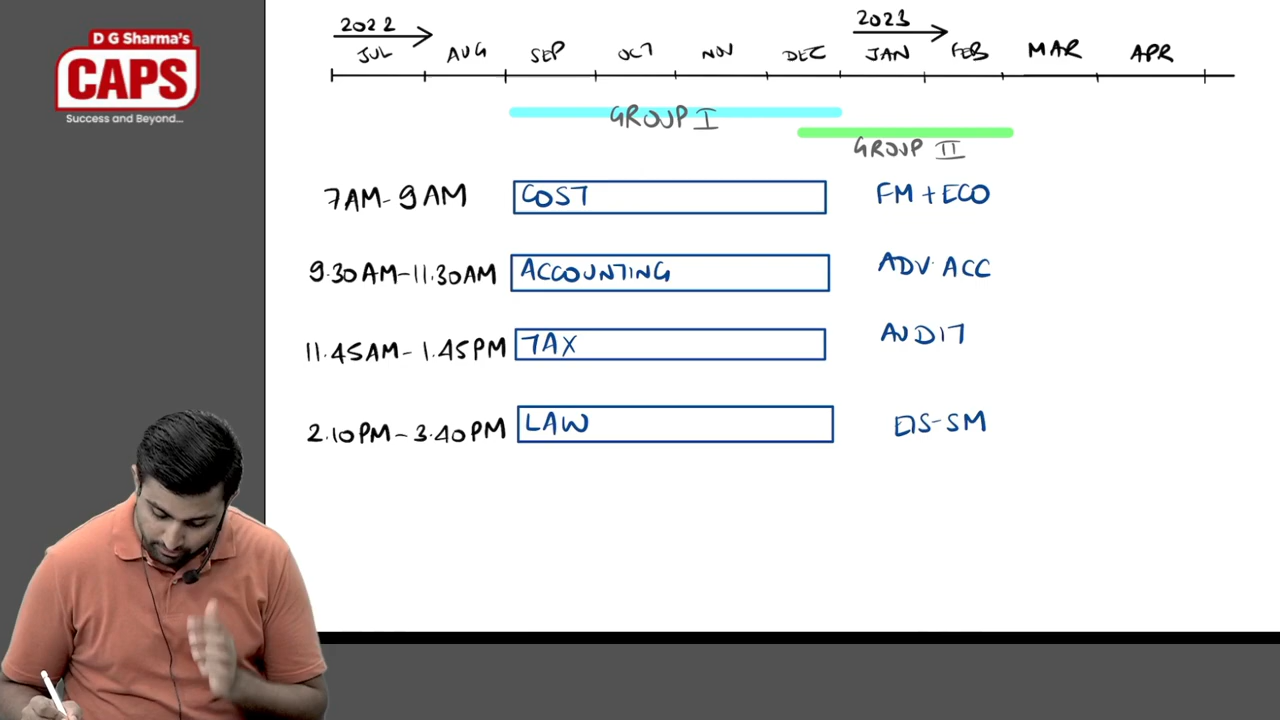 D G Sharma's
CAPS
Success and Beyond...
2022 2023
JUL AUG SEP OCT NOV DEC JAN FEB MAR APR
GROUP I
GROUP II
7AM-9AM COST FM + ECO
9.30AM-11.30AM ACCOUNTING ADV. ACC
11.45AM-1.45PM TAX AUDIT
2.10PM-3.40PM LAW EIS-SM